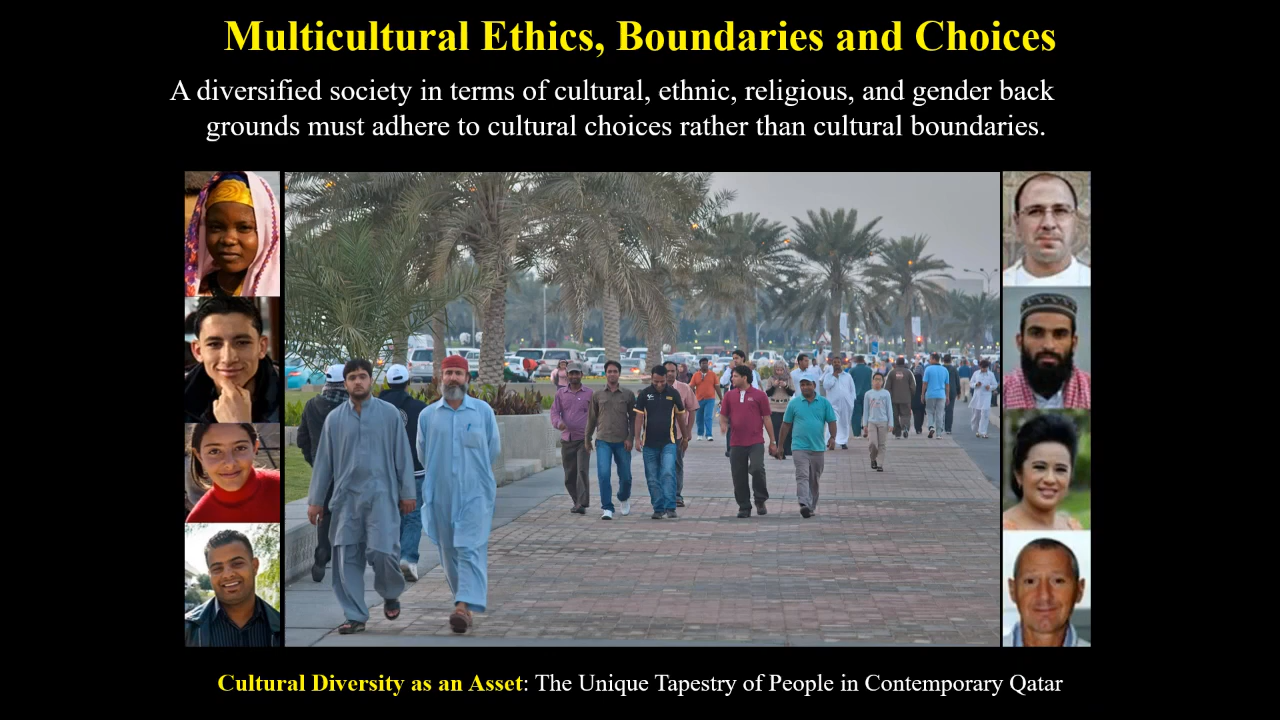 Multicultural Ethics, Boundaries and Choices
A diversified society in terms of cultural, ethnic, religious, and gender back
grounds must adhere to cultural choices rather than cultural boundaries.
Cultural Diversity as an Asset: The Unique Tapestry of People in Contemporary Qatar